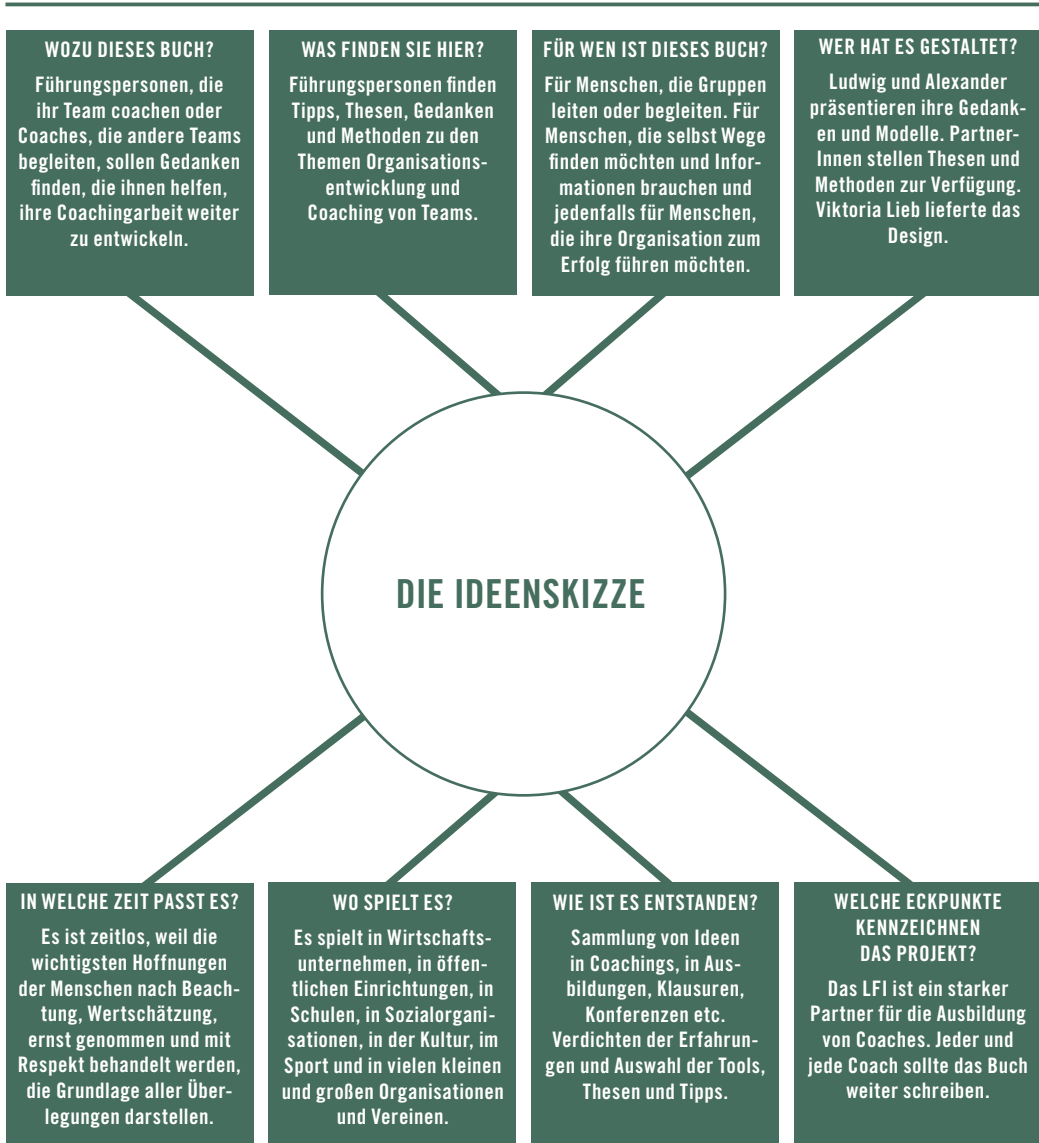 WOZU DIESES BUCH?
Führungspersonen, die
ihr Team coachen oder
Coaches, die andere Teams
begleiten, sollen Gedanken
finden, die ihnen helfen,
ihre Coachingarbeit weiter
zu entwickeln.
WAS FINDEN SIE HIER?
Führungspersonen finden
Tipps, Thesen, Gedanken
und Methoden zu den
Themen Organisations-
entwicklung und
Coaching von Teams.
FÜR WEN IST DIESES BUCH?
Für Menschen, die Gruppen
leiten oder begleiten. Für
Menschen, die selbst Wege
finden möchten und Infor-
mationen brauchen und
jedenfalls für Menschen,
die ihre Organisation zum
Erfolg führen möchten.
WER HAT ES GESTALTET?
Ludwig und Alexander
präsentieren ihre Gedank-
en und Modelle. Partner-
Innen stellen Thesen und
Methoden zur Verfügung.
Viktoria Lieb lieferte das
Design.
DIE IDEENSKIZZE
IN WELCHE ZEIT PASST ES?
Es ist zeitlos, weil die
wichtigsten Hoffnungen
der Menschen nach Beach-
tung, Wertschätzung,
ernst genommen und mit
Respekt behandelt werden,
die Grundlage aller Über-
legungen darstellen.
WO SPIELT ES?
Es spielt in Wirtschafts-
unternehmen, in öffen-
tlichen Einrichtungen, in
Schulen, in Sozialorgani-
sationen, in der Kultur, im
Sport und in vielen kleinen
und großen Organisationen
und Vereinen.
WIE IST ES ENTSTANDEN?
Sammlung von Ideen
in Coachings, in Aus-
bildungen, Klausuren,
Konferenzen etc.
Verdichten der Erfahrun-
gen und Auswahl der Tools,
Thesen und Tipps.
WELCHE ECKPUNKTE
KENNZEICHNEN
DAS PROJEKT?
Das LFI ist ein starker
Partner für die Ausbildung
von Coaches. Jeder und
jede Coach sollte das Buch
weiter schreiben.